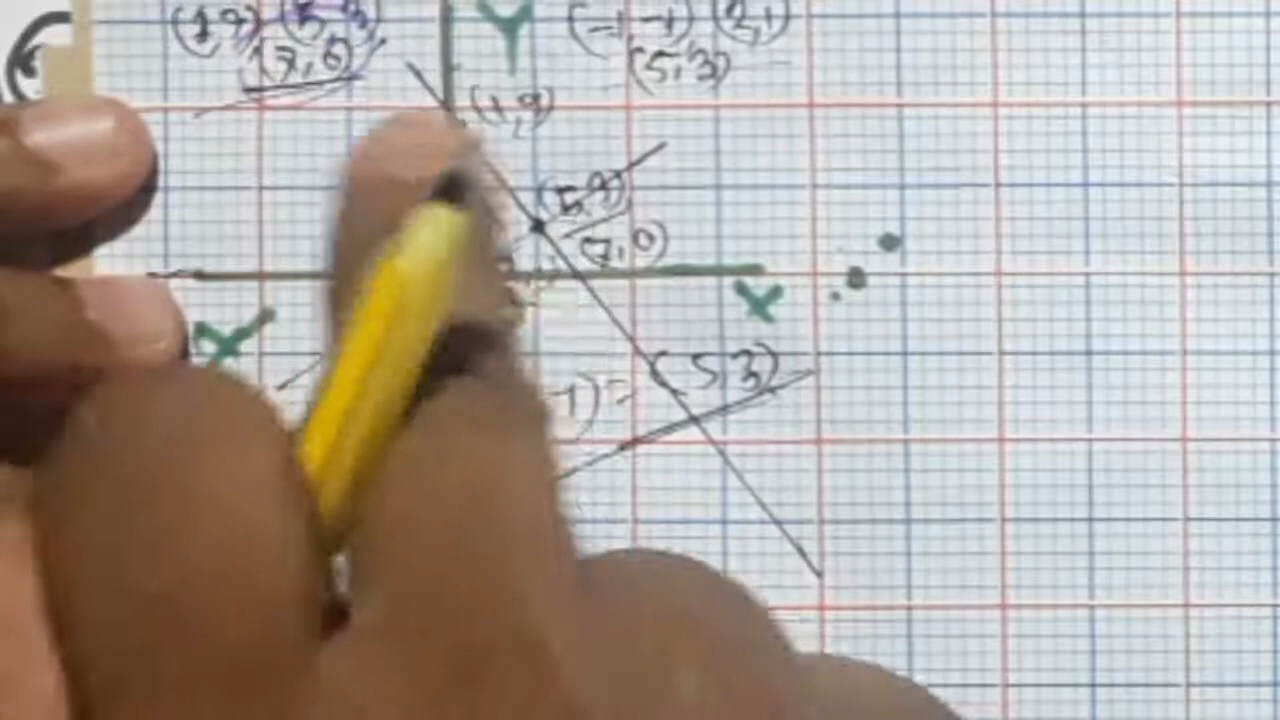 (1,9) (5,3) Y (-1,-1) (2,1)
(7,0) (5,3)
(1,9)
(5,3)
(7,0)
X
X'
1) = (5,3)